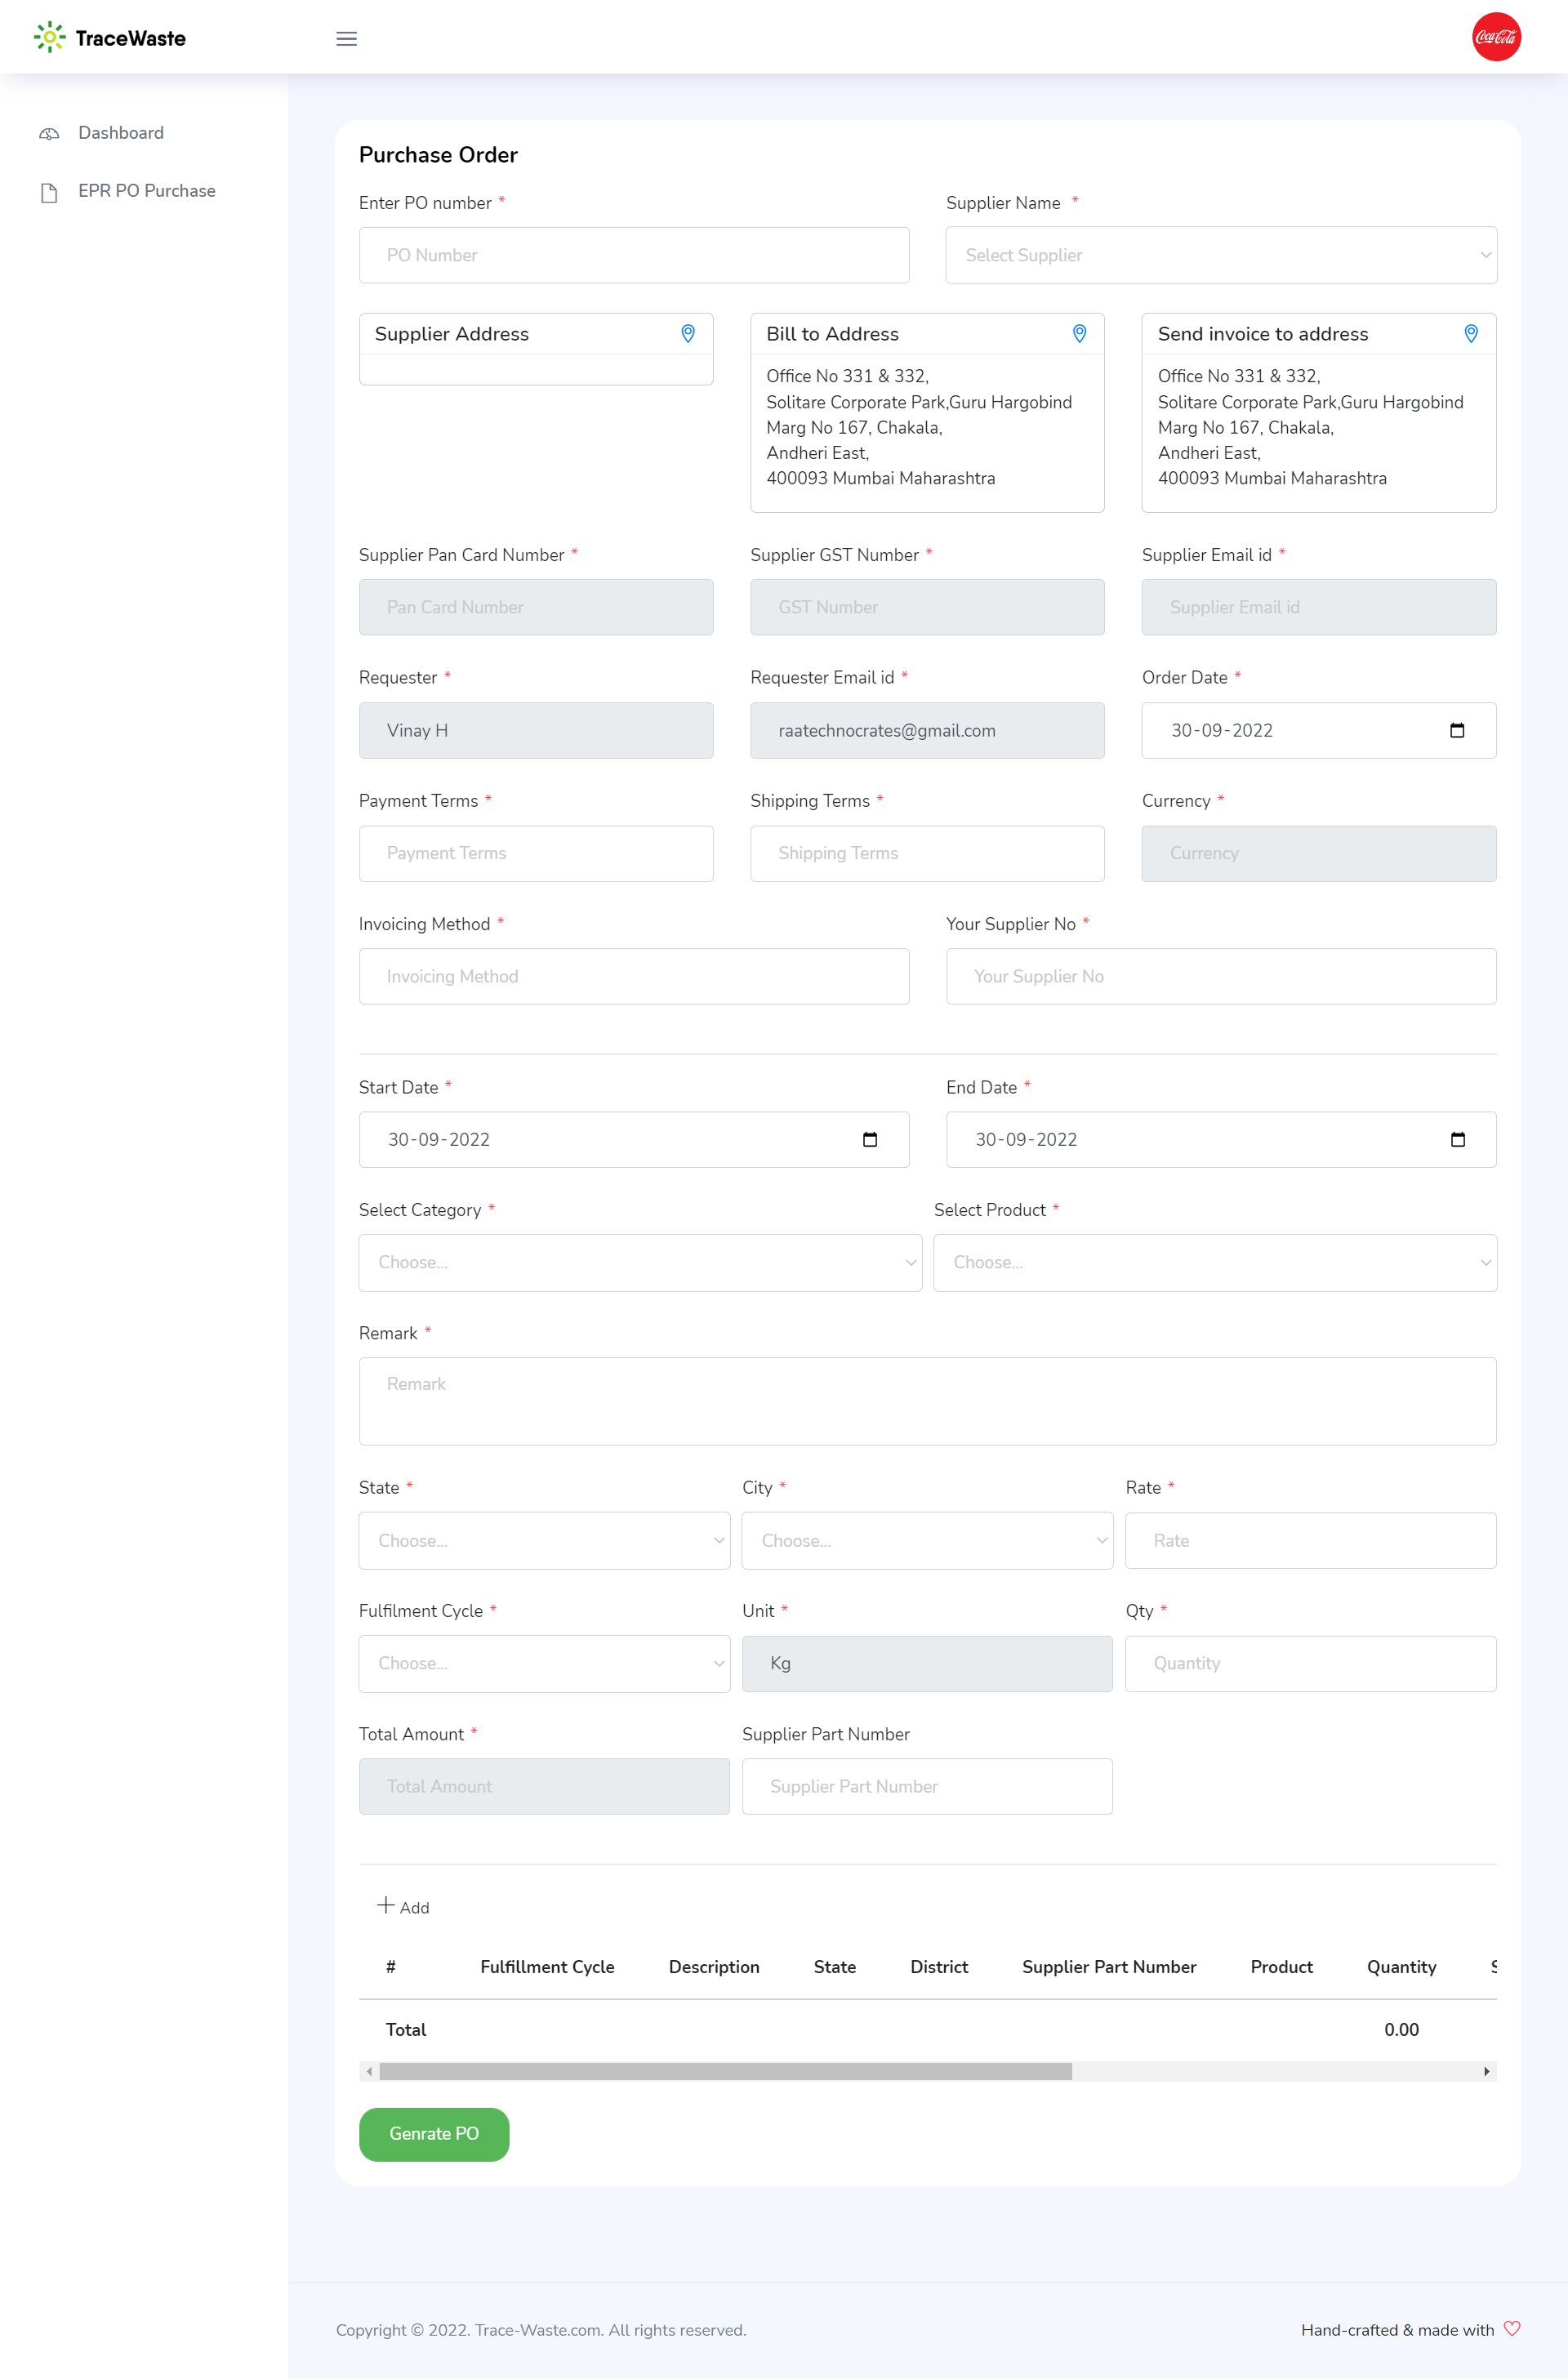 TraceWaste
Coca-Cola
Dashboard
EPR PO Purchase
Purchase Order
Enter PO number *
Supplier Name *
PO Number
Select Supplier
Supplier Address
Bill to Address
Office No 331 & 332,
Solitare Corporate Park,Guru Hargobind
Marg No 167, Chakala,
Andheri East,
400093 Mumbai Maharashtra
Send invoice to address
Office No 331 & 332,
Solitare Corporate Park,Guru Hargobind
Marg No 167, Chakala,
Andheri East,
400093 Mumbai Maharashtra
Supplier Pan Card Number *
Supplier GST Number *
Supplier Email id *
Pan Card Number
GST Number
Supplier Email id
Requester *
Requester Email id *
Order Date *
Vinay H
raatechnocrates@gmail.com
30-09-2022
Payment Terms *
Shipping Terms *
Currency *
Payment Terms
Shipping Terms
Currency
Invoicing Method *
Your Supplier No *
Invoicing Method
Your Supplier No
Start Date *
End Date *
30-09-2022
30-09-2022
Select Category *
Select Product *
Choose...
Choose...
Remark *
Remark
State *
City *
Rate *
Choose...
Choose...
Rate
Fulfilment Cycle *
Unit *
Qty *
Choose...
Kg
Quantity
Total Amount *
Supplier Part Number
Total Amount
Supplier Part Number
Add
# Fulfillment Cycle Description State District Supplier Part Number Product Quantity
Total 0.00
Genrate PO
Copyright © 2022. Trace-Waste.com. All rights reserved.
Hand-crafted & made with